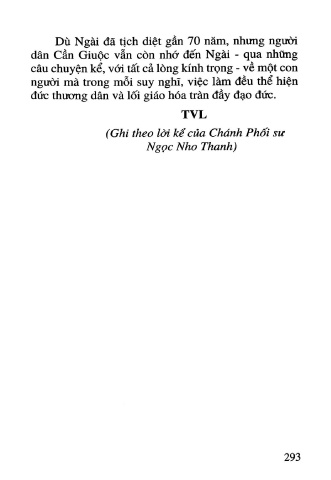 Dù Ngài đã tịch diệt gần 70 năm, nhưng người
dân Cần Giuộc vẫn còn nhớ đến Ngài - qua những
câu chuyện kể, với tất cả lòng kính trọng - về một con
người mà trong mỗi suy nghĩ, việc làm đều thể hiện
đức thương dân và lối giáo hóa tràn đầy đạo đức.
TVL
(Ghi theo lời kể của Chánh Phối sư
Ngọc Nho Thanh)
293